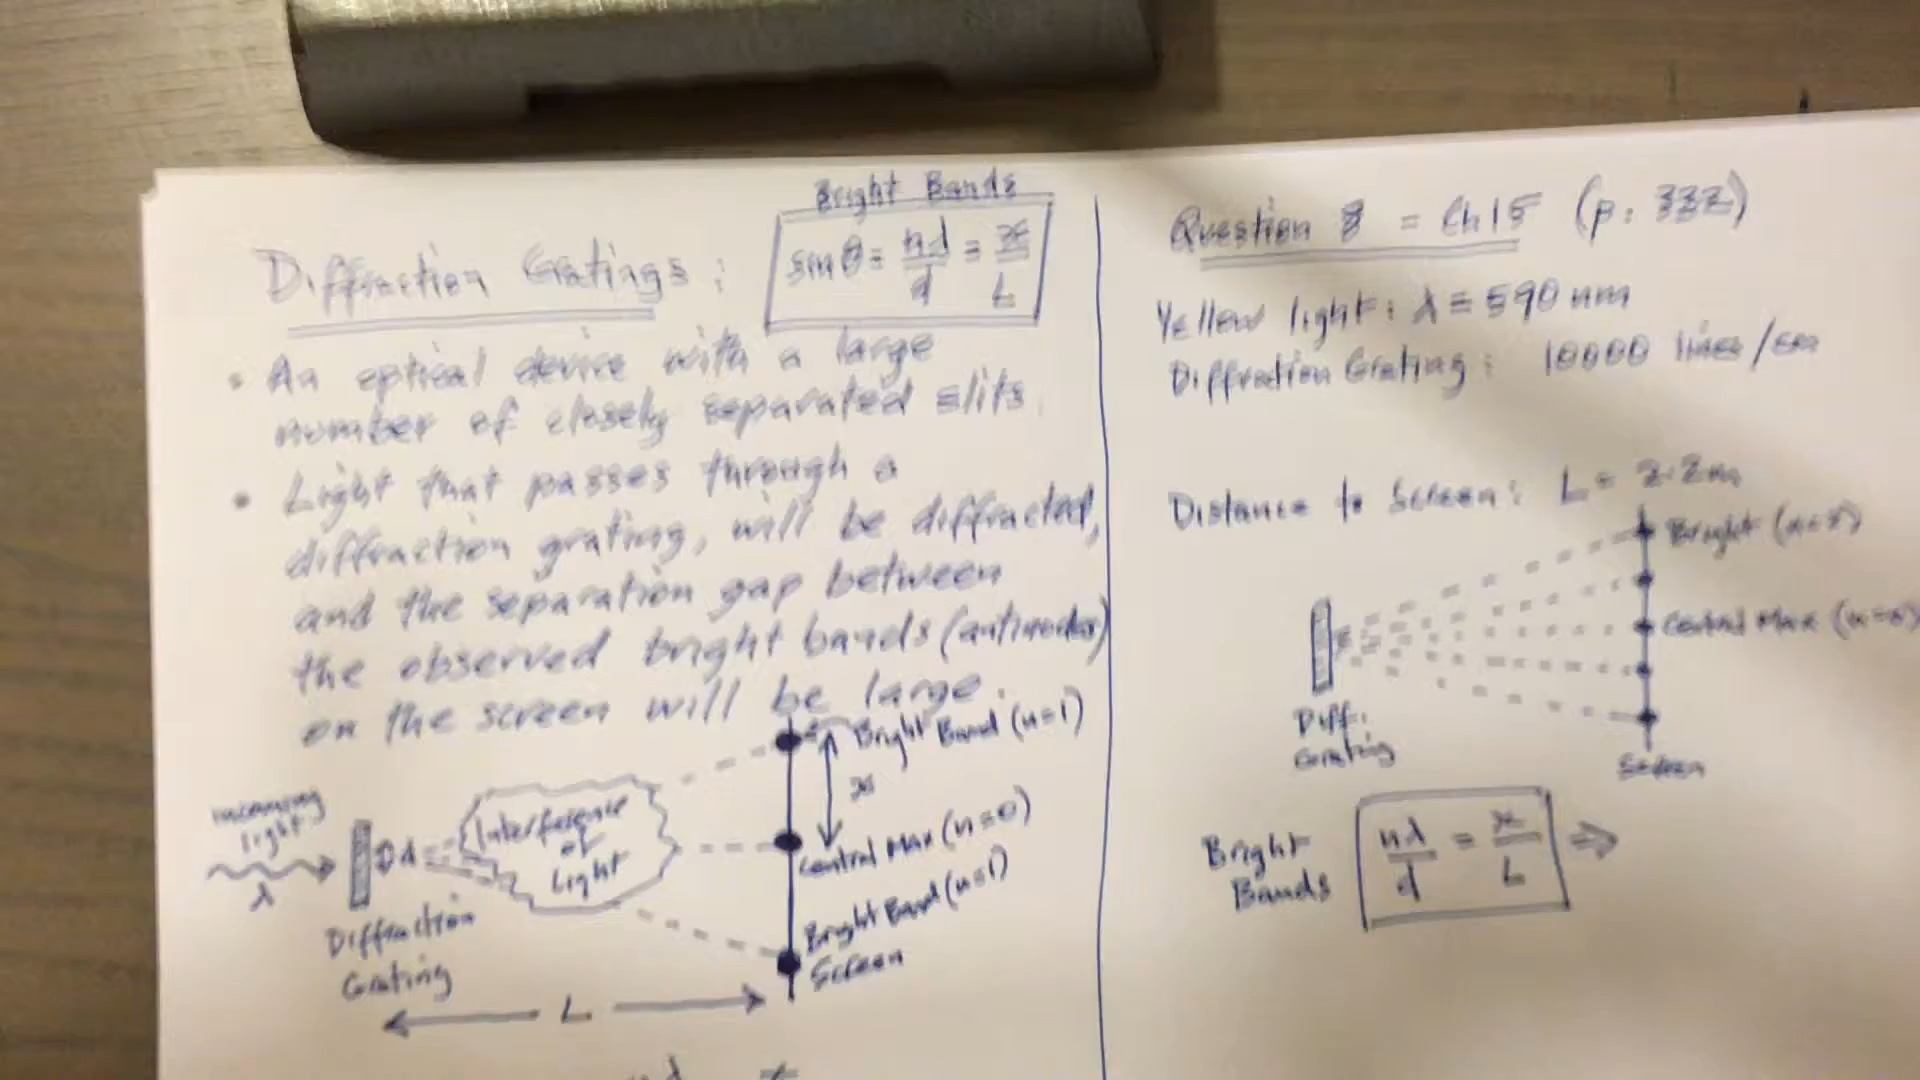 Bright Bands
Diffraction Gratings:
sin θ = nλ/d = x/L
• An optical device with a large
number of closely separated slits.
• Light that passes through a
diffraction grating, will be diffracted,
and the separation gap between
the observed bright bands (antinodes)
on the screen will be large.
Bright Band (n=1)
x
incoming
light
λ
d
Interference
of
Light
Central Max (n=0)
Bright Band (n=1)
Screen
Diffraction
Grating
L
Question 8 = Ch 15 (p. 332)
Yellow light: λ = 590 nm
Diffraction Grating: 10000 lines/cm
Distance to Screen: L = 2.2m
Bright
Central Max (n=0)
Diff.
Grating
Screen
Bright
Bands
nλ/d = x/L ⇒